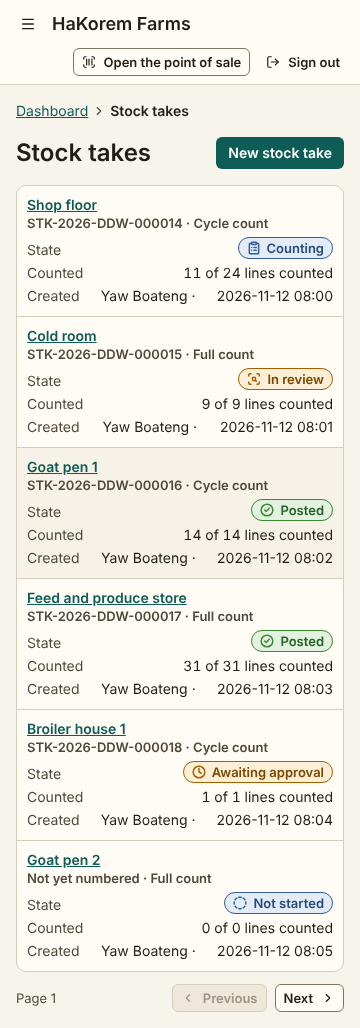 HaKorem Farms
Open the point of sale
Sign out
Dashboard > Stock takes
Stock takes
New stock take
Shop floor
STK-2026-DDW-000014 · Cycle count
State Counting
Counted 11 of 24 lines counted
Created Yaw Boateng · 2026-11-12 08:00
Cold room
STK-2026-DDW-000015 · Full count
State In review
Counted 9 of 9 lines counted
Created Yaw Boateng · 2026-11-12 08:01
Goat pen 1
STK-2026-DDW-000016 · Cycle count
State Posted
Counted 14 of 14 lines counted
Created Yaw Boateng · 2026-11-12 08:02
Feed and produce store
STK-2026-DDW-000017 · Full count
State Posted
Counted 31 of 31 lines counted
Created Yaw Boateng · 2026-11-12 08:03
Broiler house 1
STK-2026-DDW-000018 · Cycle count
State Awaiting approval
Counted 1 of 1 lines counted
Created Yaw Boateng · 2026-11-12 08:04
Goat pen 2
Not yet numbered · Full count
State Not started
Counted 0 of 0 lines counted
Created Yaw Boateng · 2026-11-12 08:05
Page 1 Previous Next